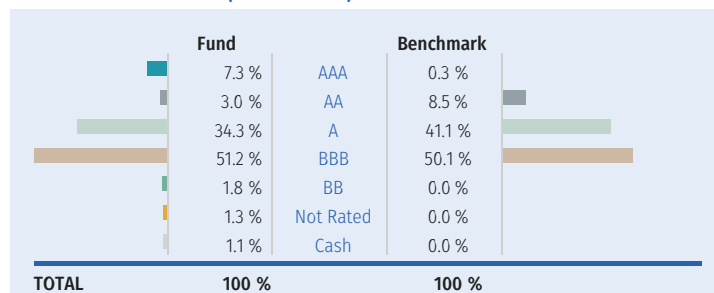 Fund Benchmark
7.3 % AAA 0.3 %
3.0 % AA 8.5 %
34.3 % A 41.1 %
51.2 % BBB 50.1 %
1.8 % BB 0.0 %
1.3 % Not Rated 0.0 %
1.1 % Cash 0.0 %
TOTAL 100 % 100 %